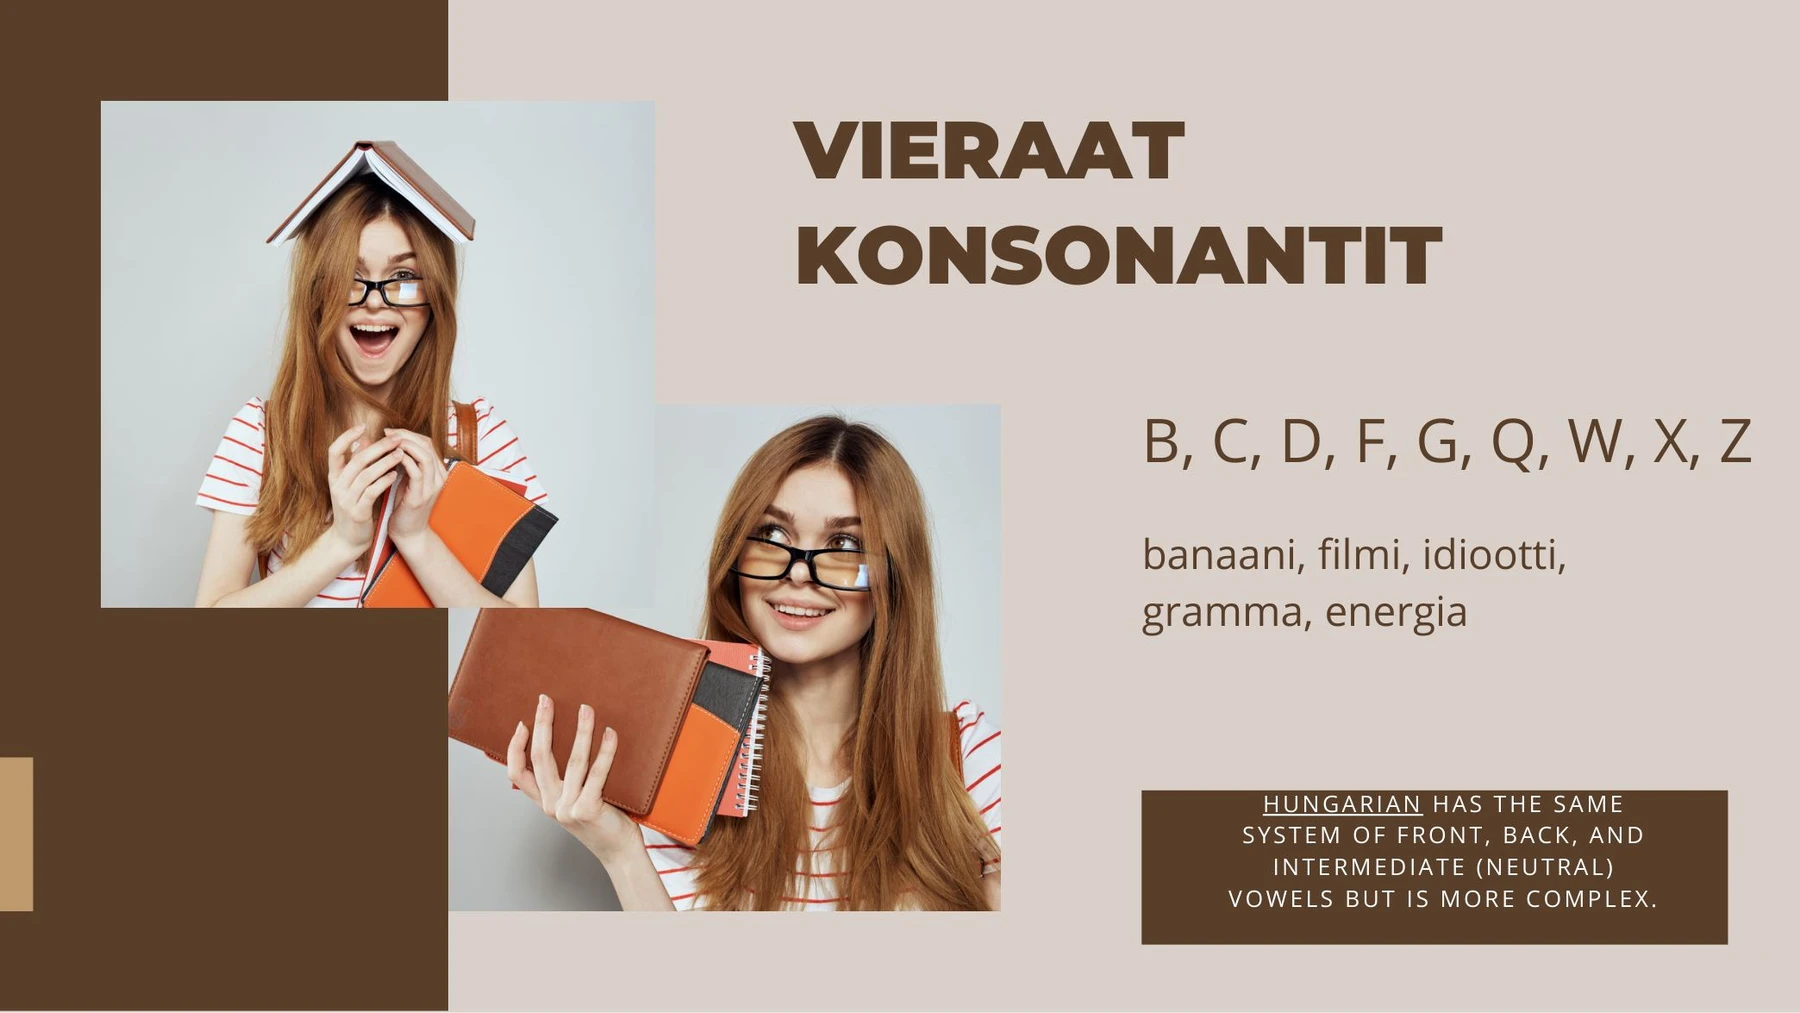 VIERAAT
KONSONANTIT
B, C, D, F, G, Q, W, X, Z
banaani, filmi, idiootti,
gramma, energia
HUNGARIAN HAS THE SAME
SYSTEM OF FRONT, BACK, AND
INTERMEDIATE (NEUTRAL)
VOWELS BUT IS MORE COMPLEX.